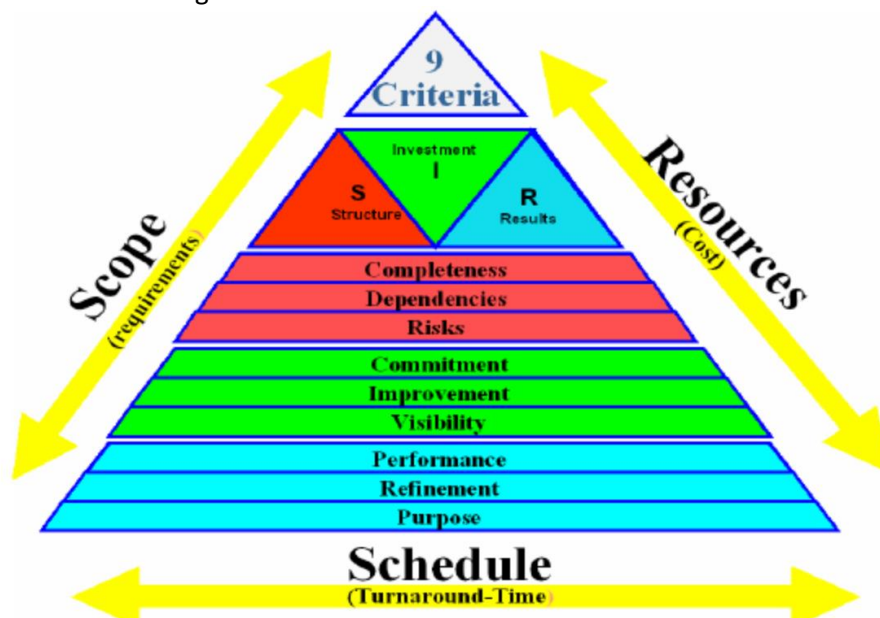 9
Criteria
Investment
I
S
Structure
R
Results
Scope
(requirements)
Resources
(Cost)
Completeness
Dependencies
Risks
Commitment
Improvement
Visibility
Performance
Refinement
Purpose
Schedule
(Turnaround-Time)